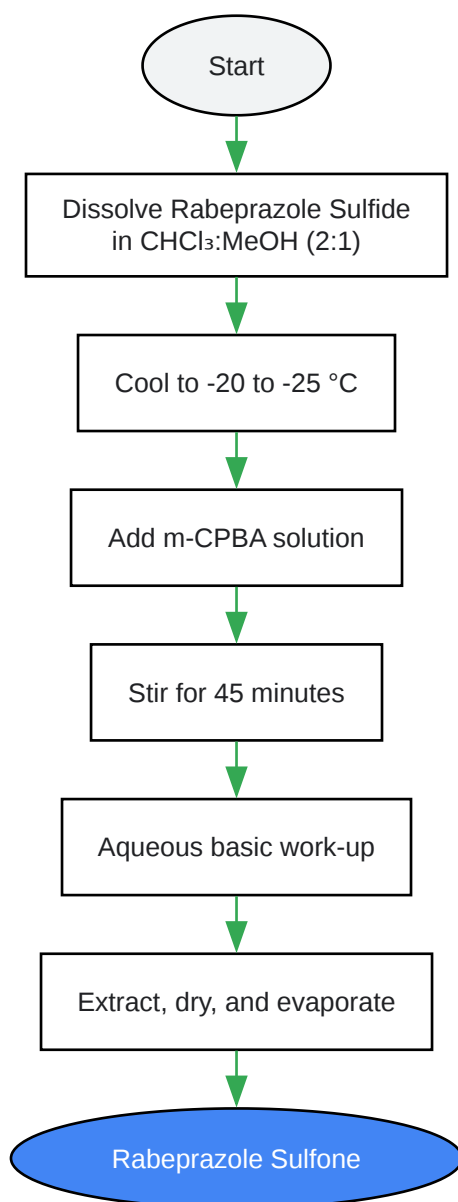 Start
Dissolve Rabeprazole Sulfide
in CHCl₃:MeOH (2:1)
Cool to -20 to -25 °C
Add m-CPBA solution
Stir for 45 minutes
Aqueous basic work-up
Extract, dry, and evaporate
Rabeprazole Sulfone